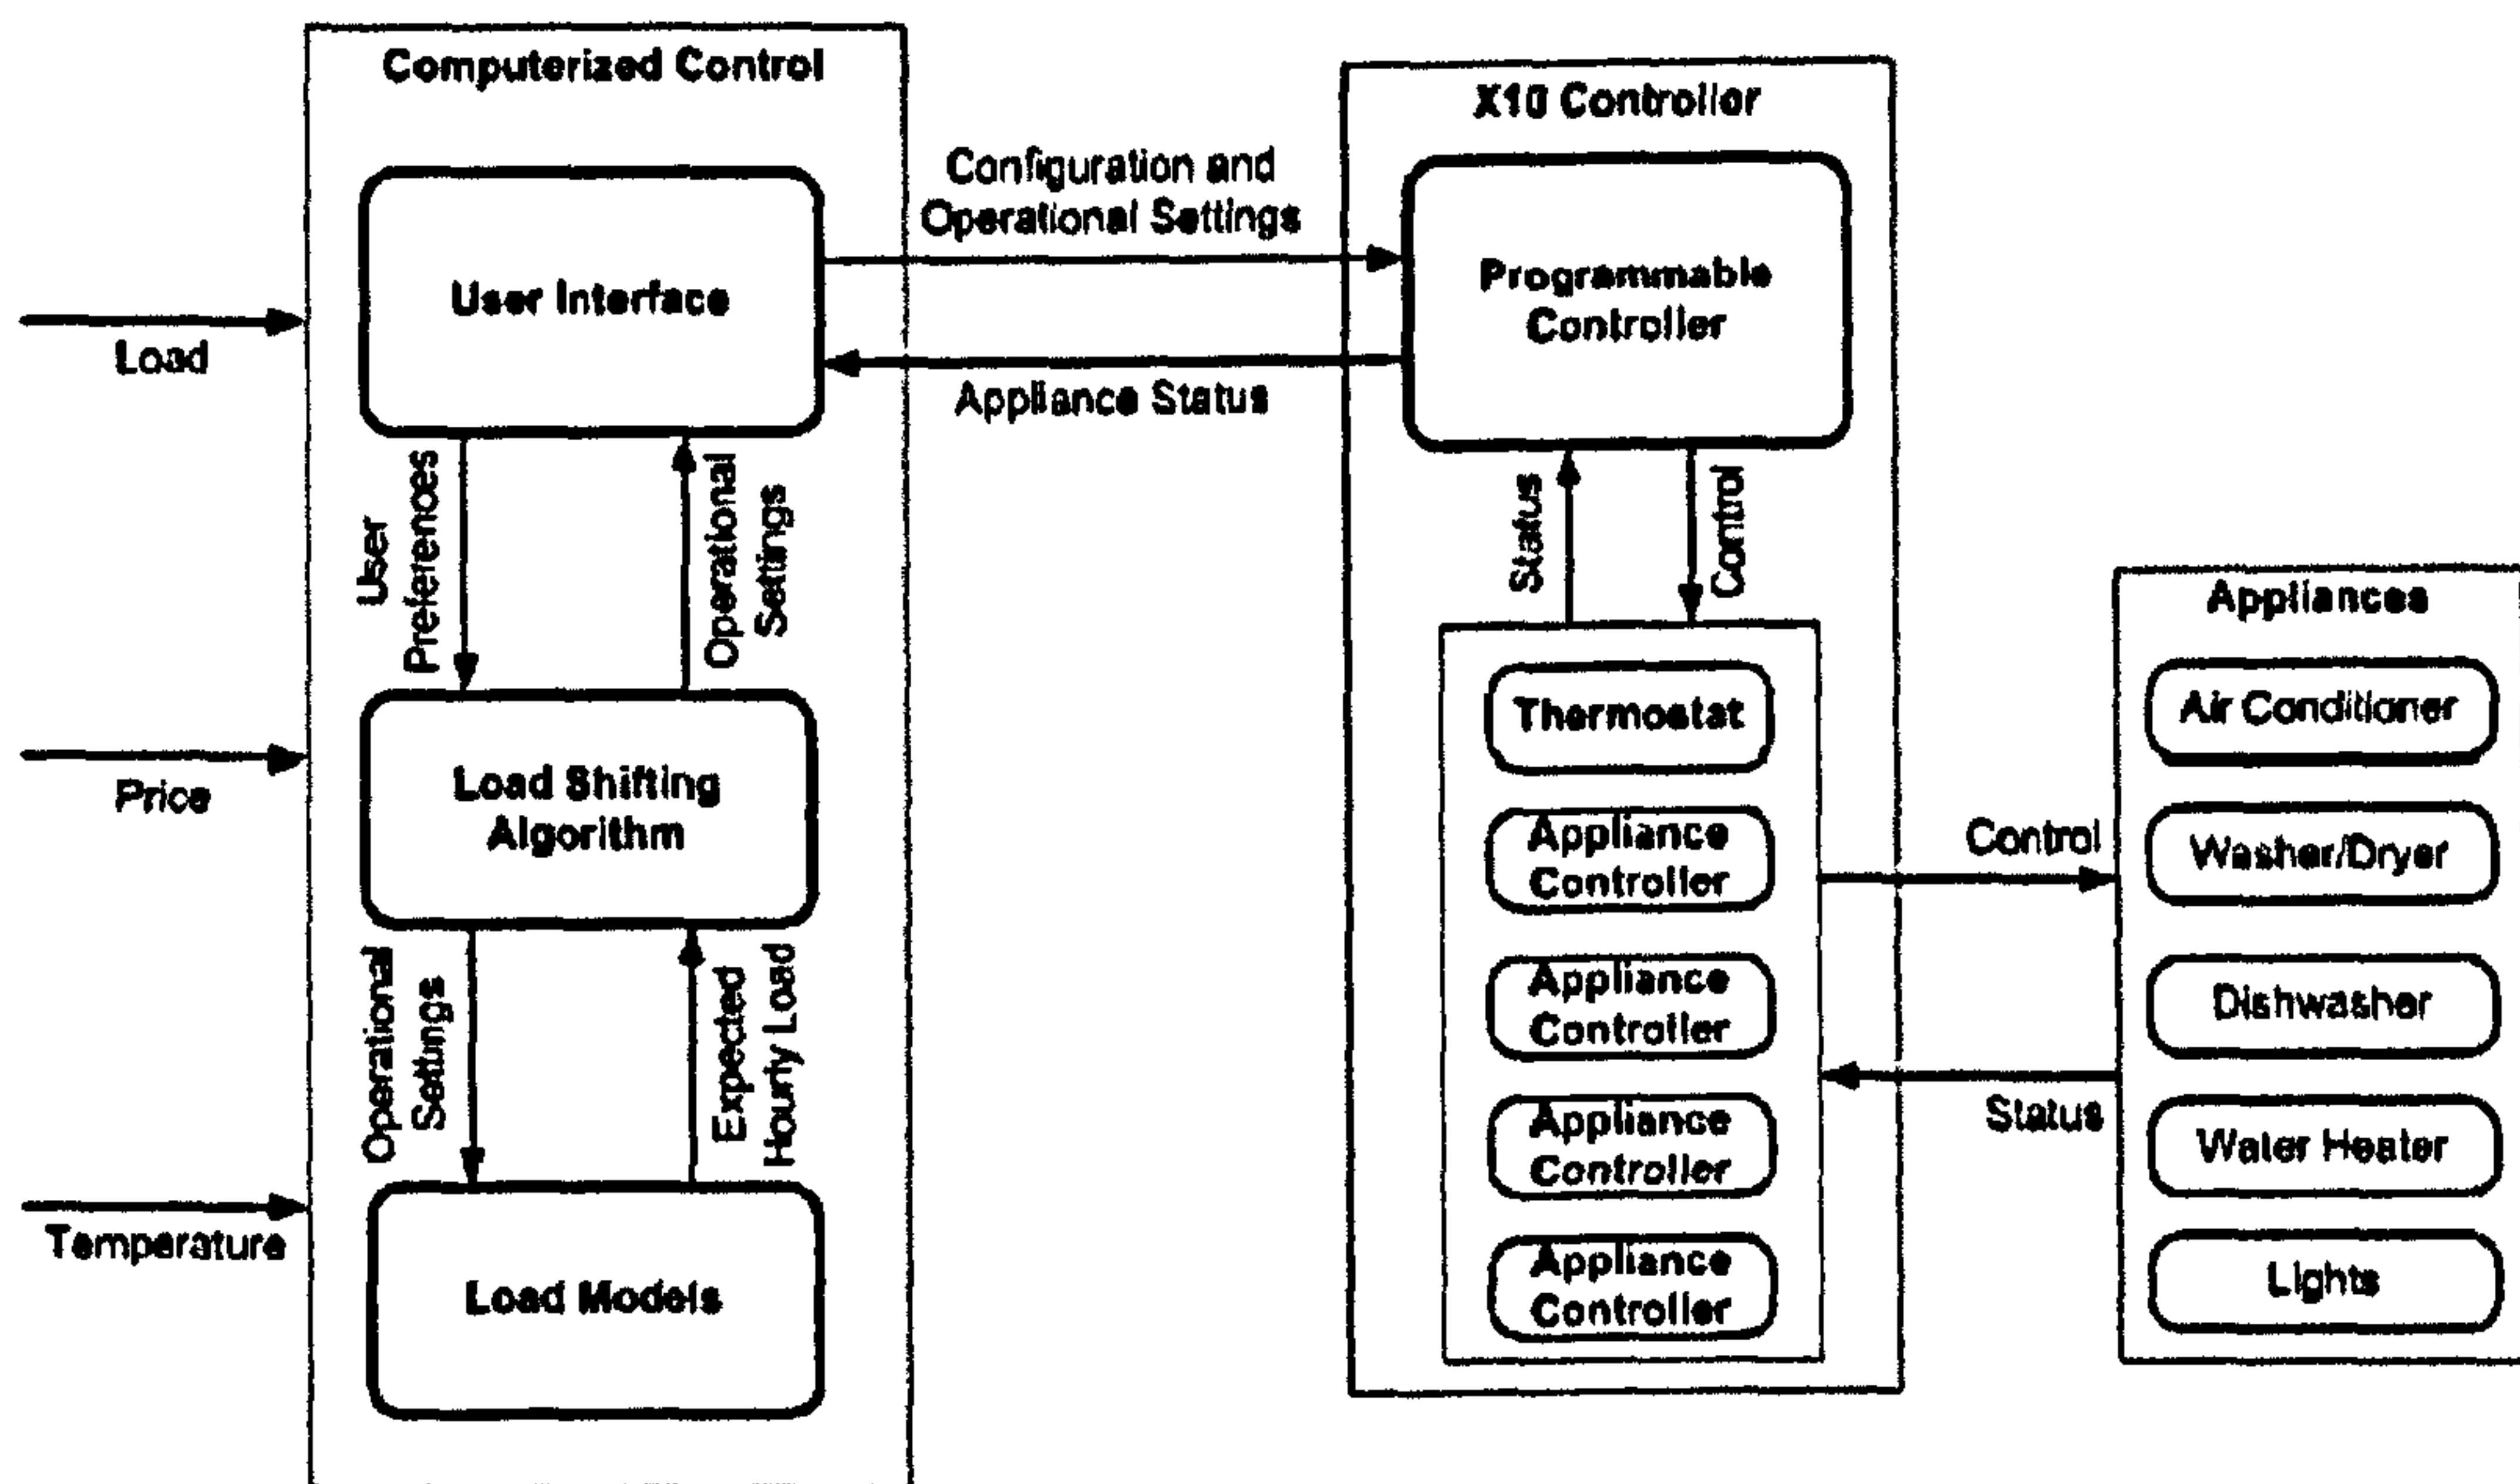 Computerized Control
User Interface
Load
User
Preferences
Operational
Settings
Price
Load Shifting
Algorithm
Operational
Settings
Expected
Hourly Load
Temperature
Load Models
Configuration and
Operational Settings
Appliance Status
X10 Controller
Programmable
Controller
Status
Control
Thermostat
Appliance
Controller
Appliance
Controller
Appliance
Controller
Appliance
Controller
Control
Status
Appliances
Air Conditioner
Washer/Dryer
Dishwasher
Water Heater
Lights